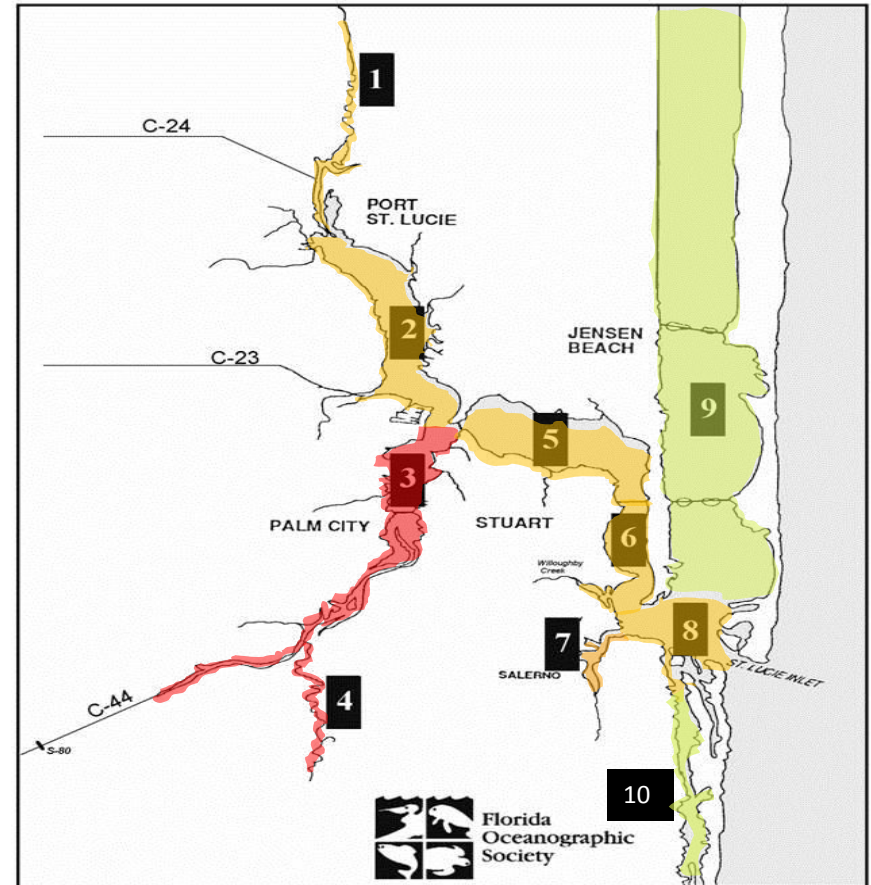 1
C-24
PORT
ST. LUCIE
2
JENSEN
BEACH
C-23
9
5
3
PALM CITY
STUART
6
Willoughby
Creek
8
7
SALERNO
ST. LUCIE INLET
4
C-44
S-80
10
Florida
Oceanographic
Society